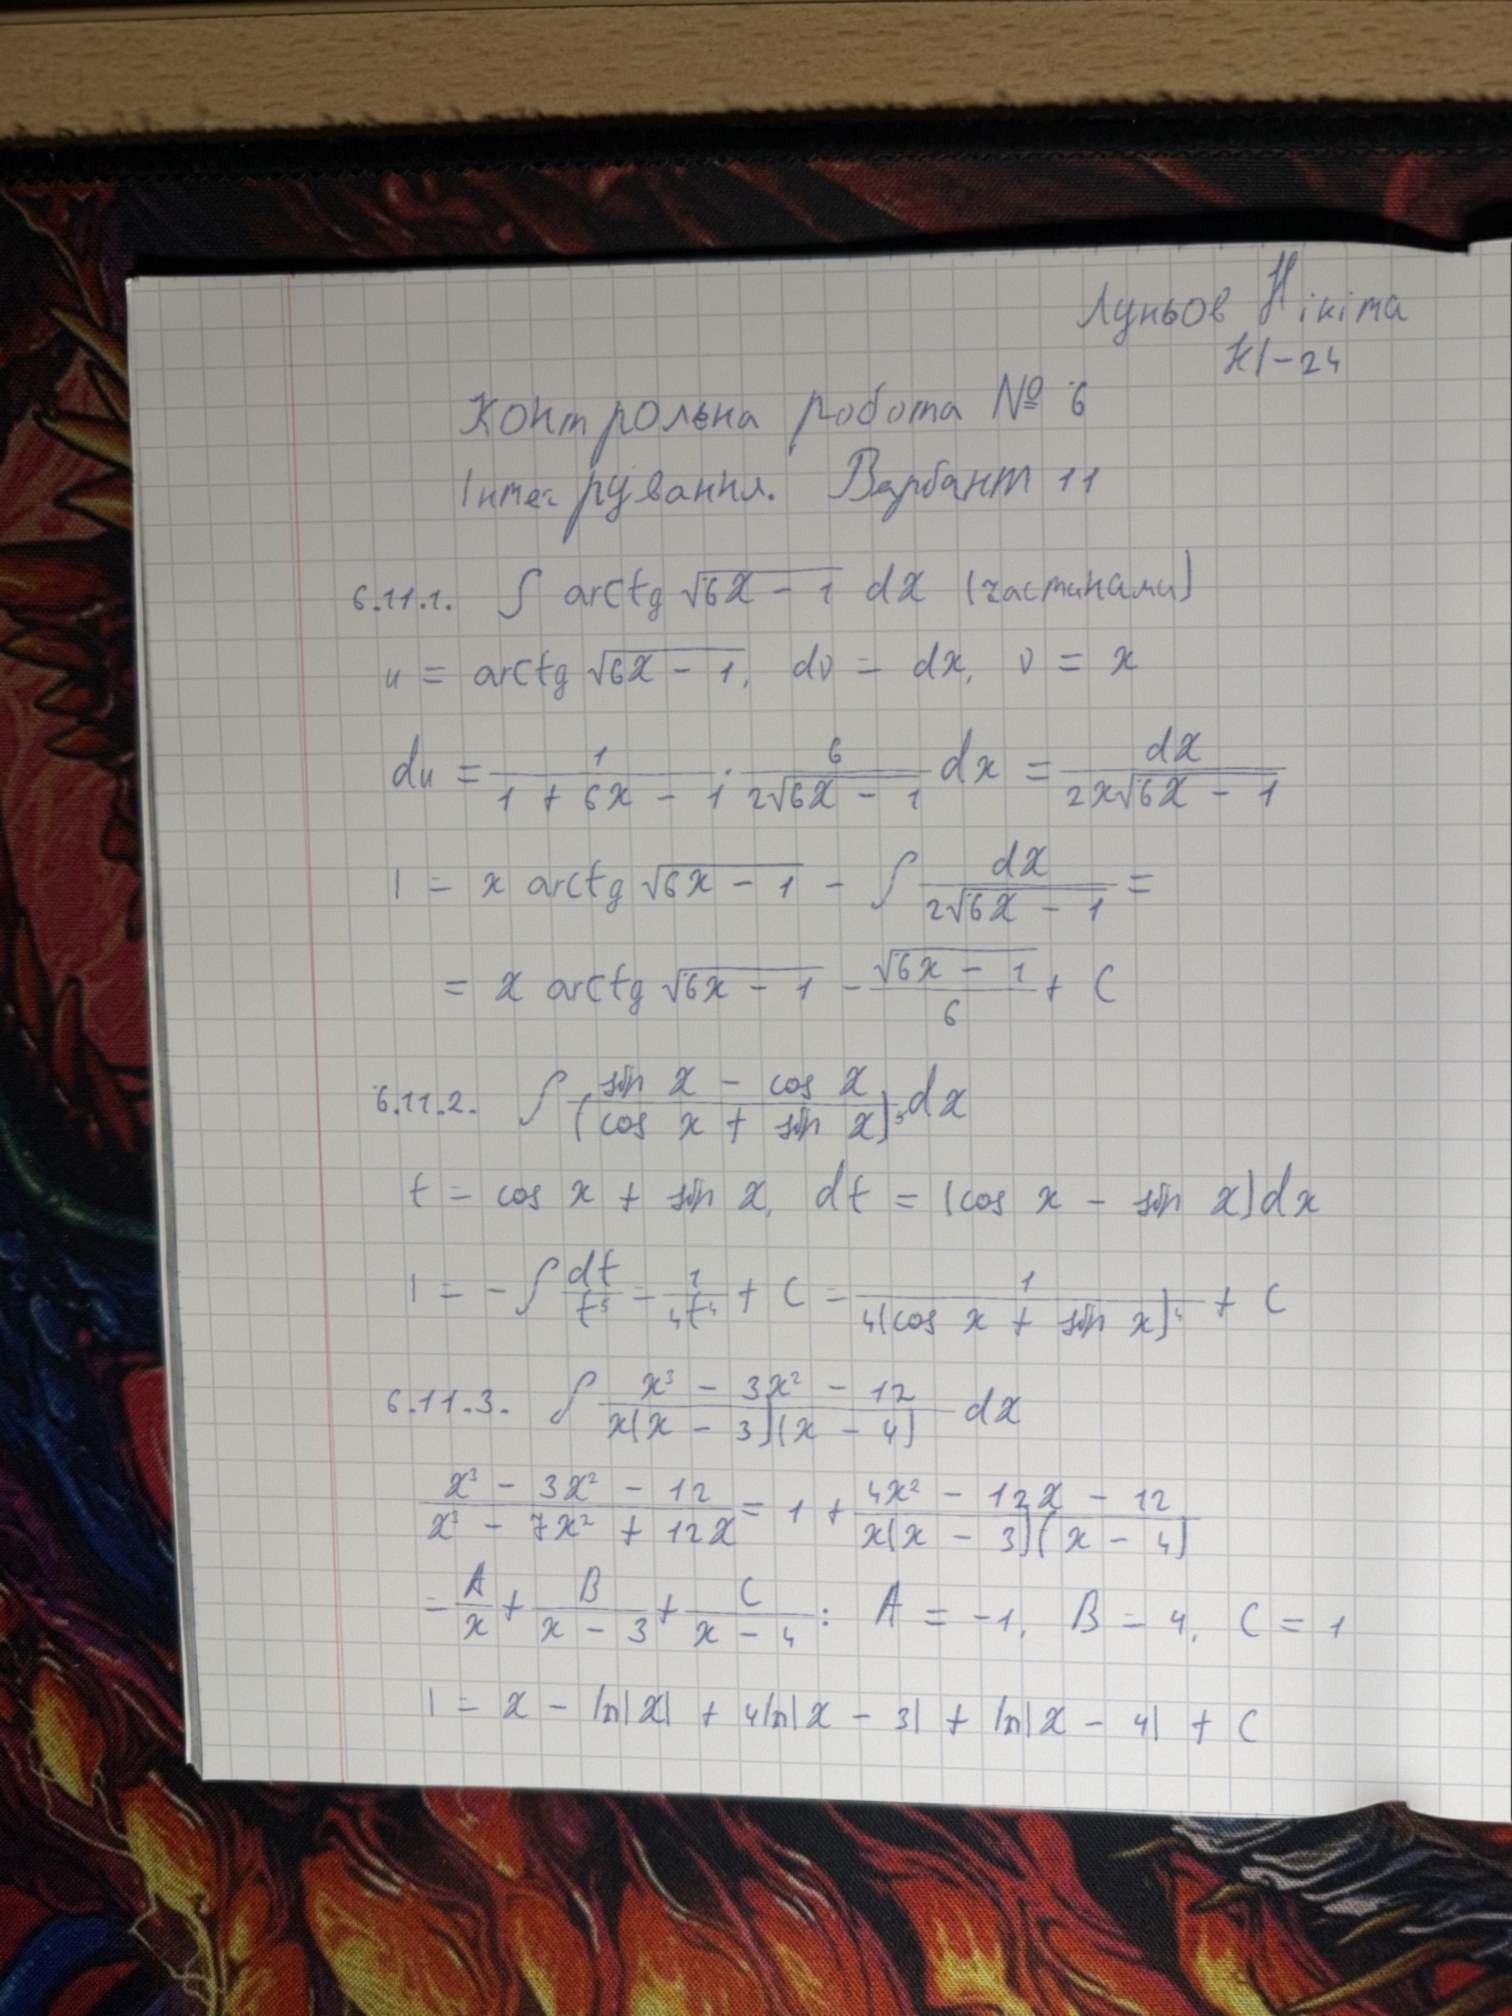 Луньов Нікіта
КІ-24
Контрольна робота № 6
Інтегрування. Варіант 11
6.11.1. ∫ arctg √(6x - 1) dx (частинами)
u = arctg √(6x - 1), dv = dx, v = x
du = 1/(1 + 6x - 1) · 6/(2√(6x - 1)) dx = dx/(2x√(6x - 1))
I = x arctg √(6x - 1) - ∫ dx/(2√(6x - 1)) =
= x arctg √(6x - 1) - √(6x - 1)/6 + C
6.11.2. ∫ (sin x - cos x)/(cos x + sin x)⁵ dx
t = cos x + sin x, dt = (cos x - sin x)dx
I = -∫ dt/t⁵ = 1/(4t⁴) + C = 1/(4(cos x + sin x)⁴) + C
6.11.3. ∫ (x³ - 3x² - 12)/(x(x - 3)(x - 4)) dx
(x³ - 3x² - 12)/(x³ - 7x² + 12x) = 1 + (4x² - 12x - 12)/(x(x - 3)(x - 4))
= A/x + B/(x - 3) + C/(x - 4) : A = -1, B = 4, C = 1
I = x - ln|x| + 4ln|x - 3| + ln|x - 4| + C